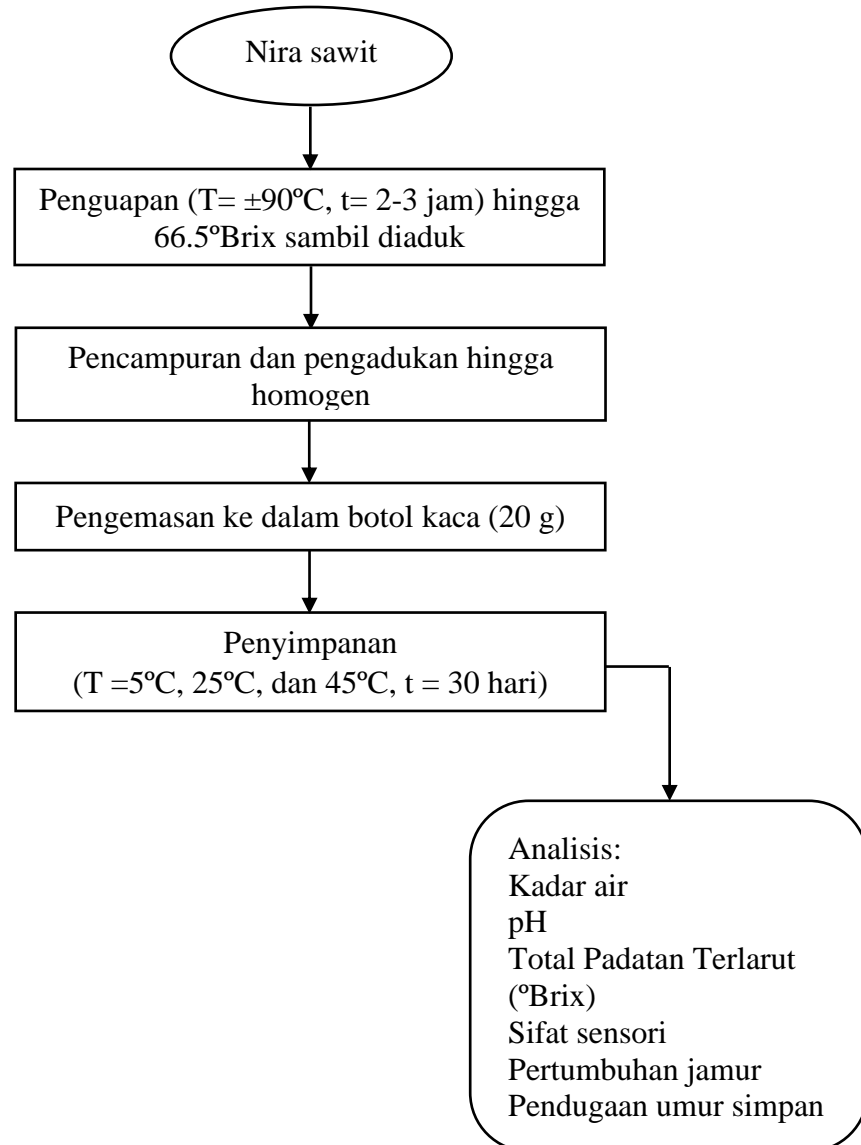 Nira sawit
Penguapan (T= ±90ºC, t= 2-3 jam) hingga
66.5ºBrix sambil diaduk
Pencampuran dan pengadukan hingga
homogen
Pengemasan ke dalam botol kaca (20 g)
Penyimpanan
(T =5ºC, 25ºC, dan 45ºC, t = 30 hari)
Analisis:
Kadar air
pH
Total Padatan Terlarut
(ºBrix)
Sifat sensori
Pertumbuhan jamur
Pendugaan umur simpan